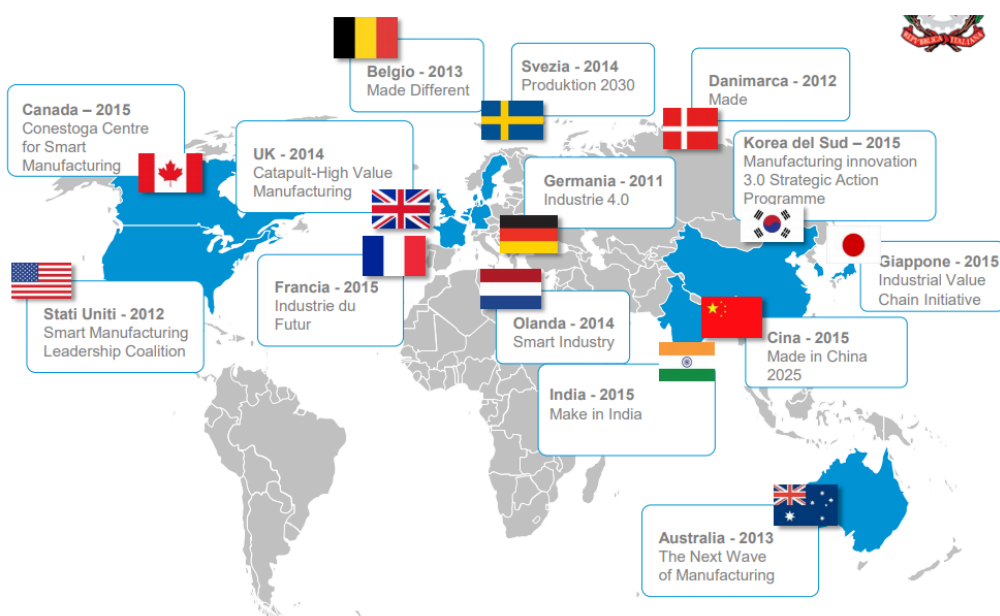 REPVBBLICA ITALIANA
Belgio - 2013
Made Different
Svezia - 2014
Produktion 2030
Danimarca - 2012
Made
Canada – 2015
Conestoga Centre
for Smart
Manufacturing
UK - 2014
Catapult-High Value
Manufacturing
Germania - 2011
Industrie 4.0
Korea del Sud – 2015
Manufacturing innovation
3.0 Strategic Action
Programme
Giappone - 2015
Industrial Value
Chain Initiative
Stati Uniti - 2012
Smart Manufacturing
Leadership Coalition
Francia - 2015
Industrie du
Futur
Olanda - 2014
Smart Industry
Cina - 2015
Made in China
2025
India - 2015
Make in India
Australia - 2013
The Next Wave
of Manufacturing